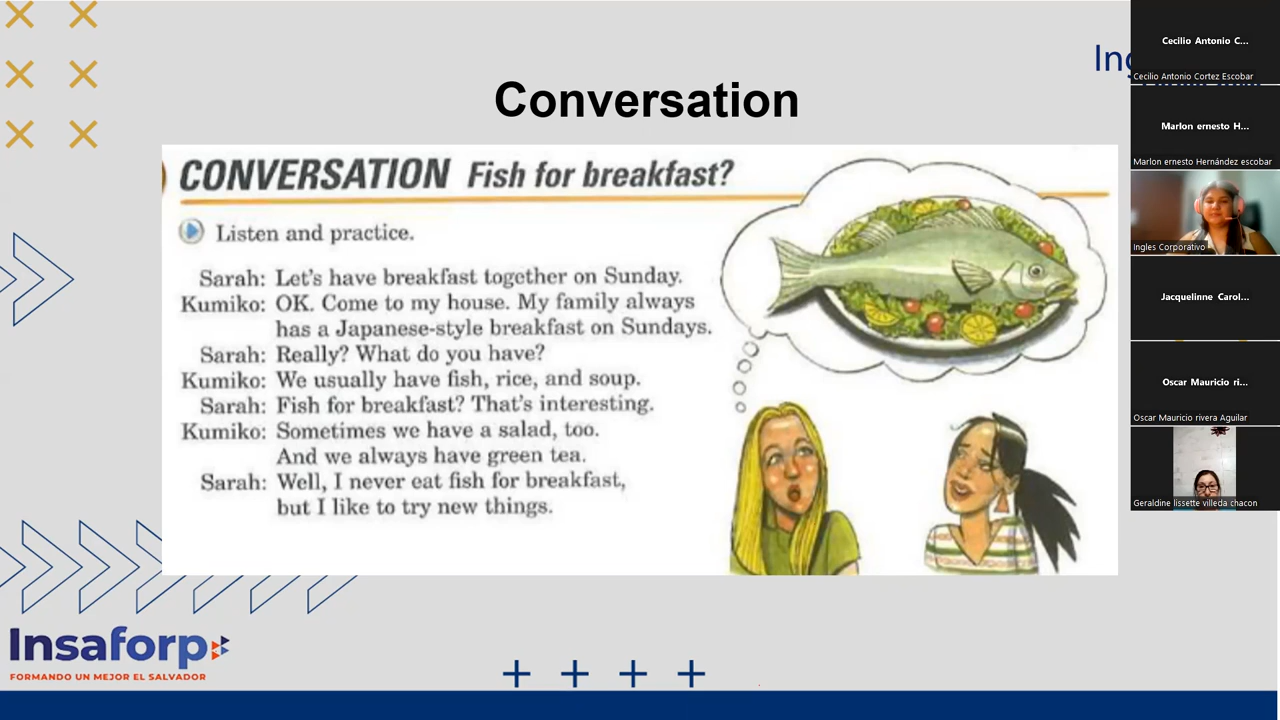 Conversation
CONVERSATION Fish for breakfast?
Listen and practice.
Sarah: Let's have breakfast together on Sunday.
Kumiko: OK. Come to my house. My family always
has a Japanese-style breakfast on Sundays.
Sarah: Really? What do you have?
Kumiko: We usually have fish, rice, and soup.
Sarah: Fish for breakfast? That's interesting.
Kumiko: Sometimes we have a salad, too.
And we always have green tea.
Sarah: Well, I never eat fish for breakfast,
but I like to try new things.
Insaforp
FORMANDO UN MEJOR EL SALVADOR
Cecilio Antonio C...
Cecilio Antonio Cortez Escobar
Marlon ernesto H...
Marlon ernesto Hernández escobar
Ingles Corporativo
Jacquelinne Carol...
Oscar Mauricio ri...
Oscar Mauricio rivera Aguilar
Geraldine lissette villeda chacon